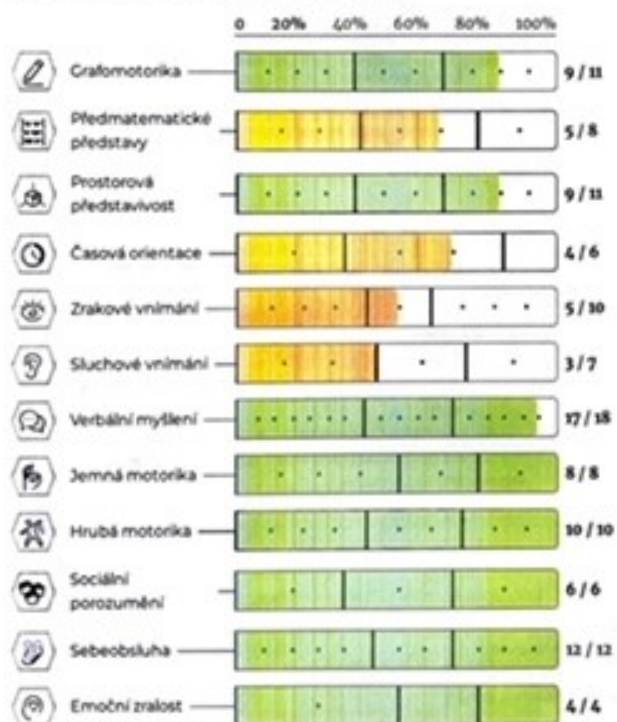 0 20% 40% 60% 80% 100%
Grafomotorika 9 / 11
Předmatematické
představy 5 / 8
Prostorová
představivost 9 / 11
Časová orientace 4 / 6
Zrakové vnímání 5 / 10
Sluchové vnímání 3 / 7
Verbální myšlení 17 / 18
Jemná motorika 8 / 8
Hrubá motorika 10 / 10
Sociální
porozumění 6 / 6
Sebeobsluha 12 / 12
Emoční zralost 4 / 4